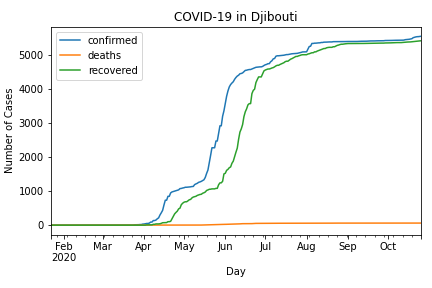 COVID-19 in Djibouti
confirmed
deaths
recovered
Number of Cases
5000
4000
3000
2000
1000
0
Feb Mar Apr May Jun Jul Aug Sep Oct
2020
Day